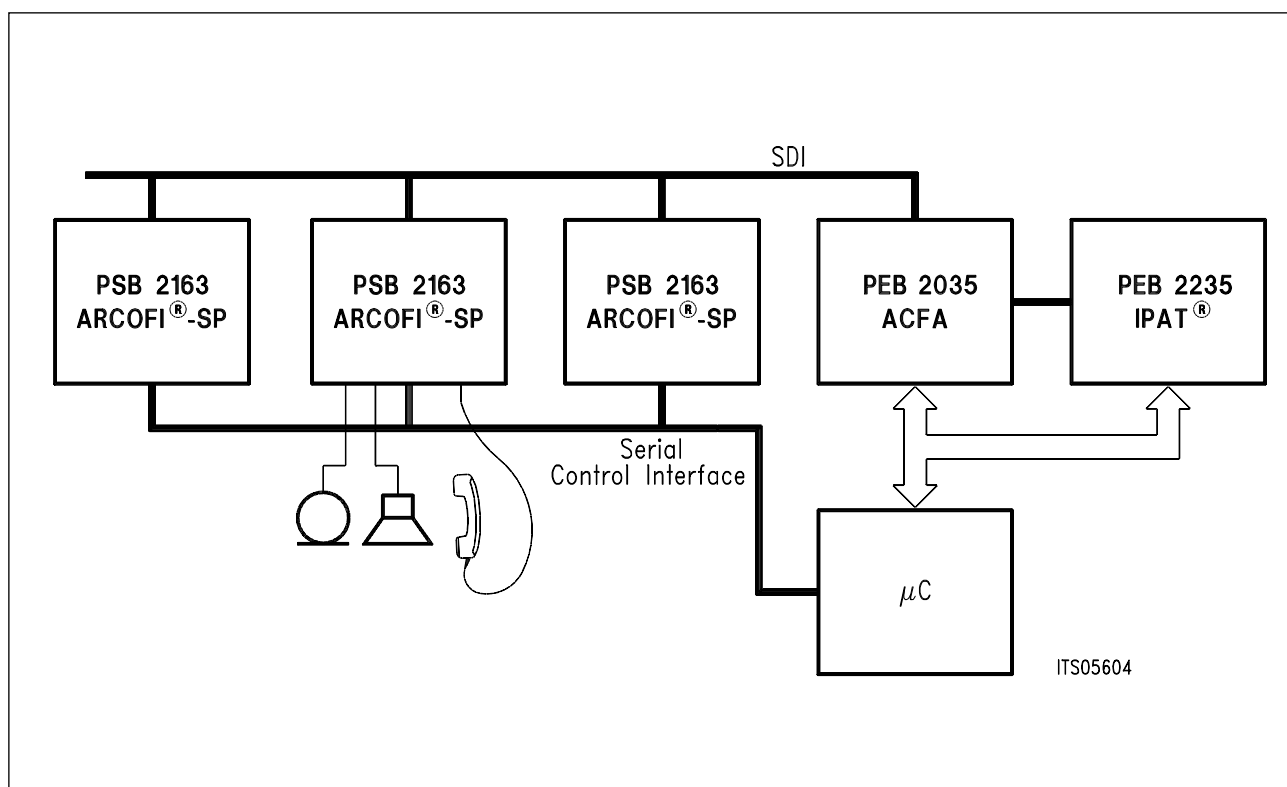 SDI
PSB 2163
ARCOFI®-SP
PSB 2163
ARCOFI®-SP
PSB 2163
ARCOFI®-SP
PEB 2035
ACFA
PEB 2235
IPAT®
Serial
Control Interface
μC
ITS05604